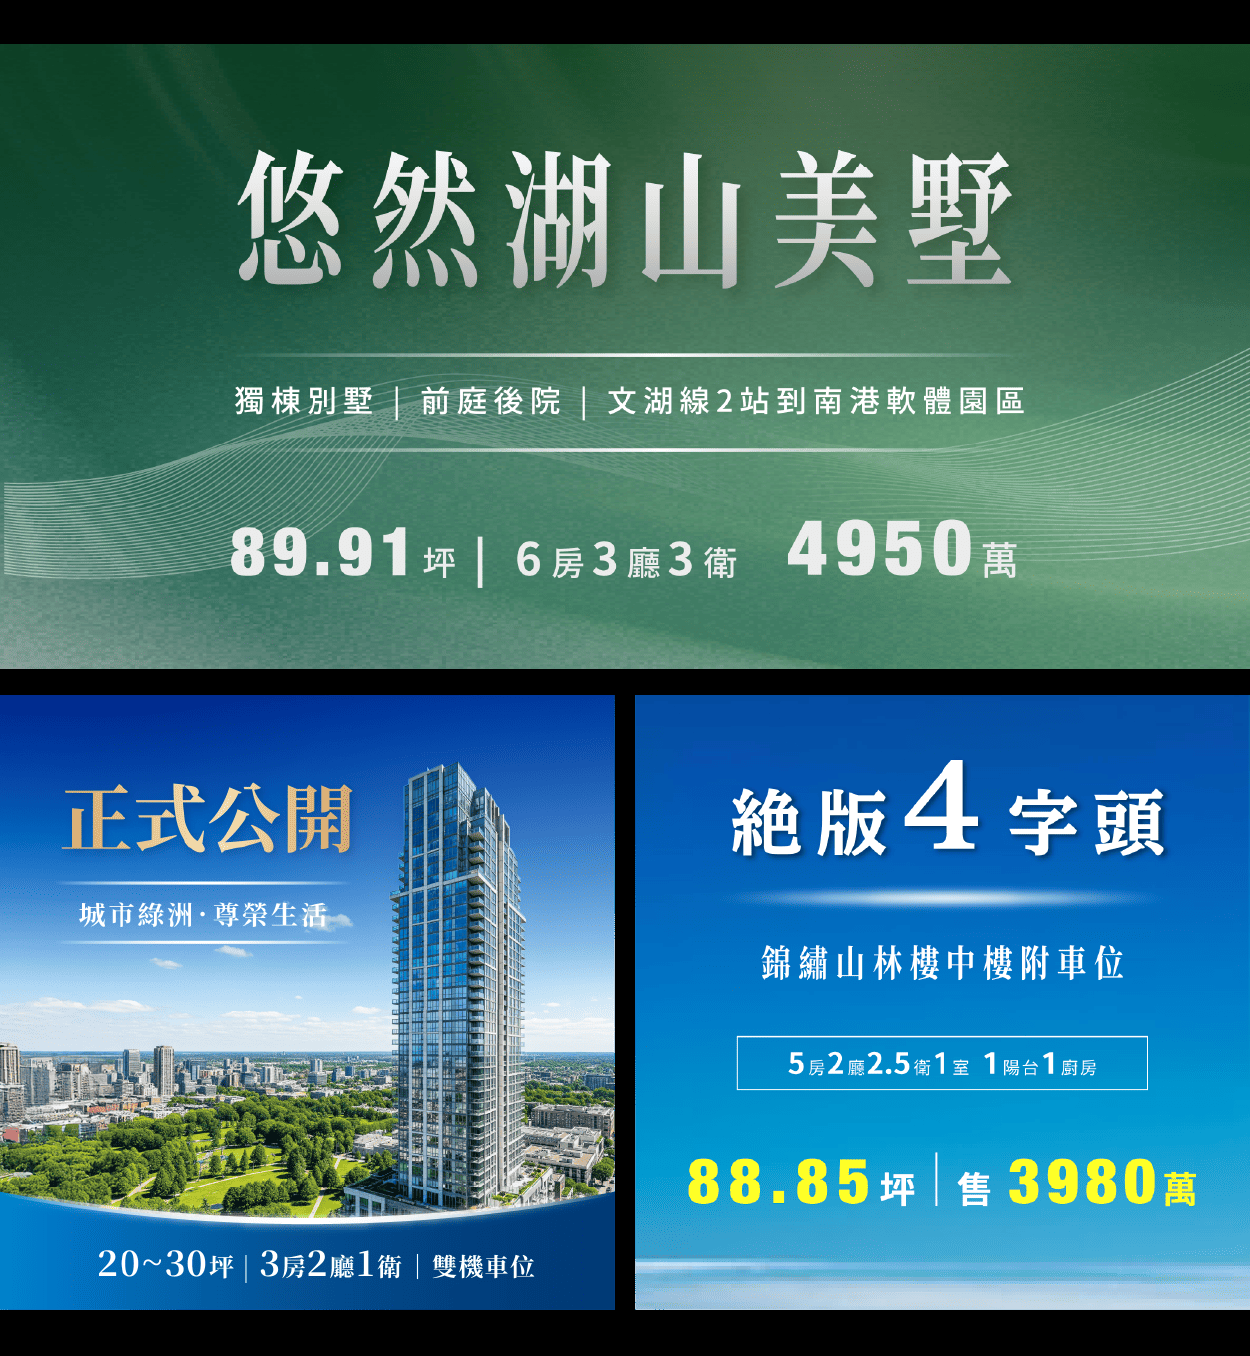 悠然湖山美墅
獨棟別墅 | 前庭後院 | 文湖線2站到南港軟體園區
89.91坪 | 6房3廳3衛 4950萬
正式公開
城市綠洲·尊榮生活
20~30坪 | 3房2廳1衛 | 雙機車位
絶版4字頭
錦繡山林樓中樓附車位
5房2廳2.5衛1室 1陽台1廚房
88.85坪 | 售3980萬